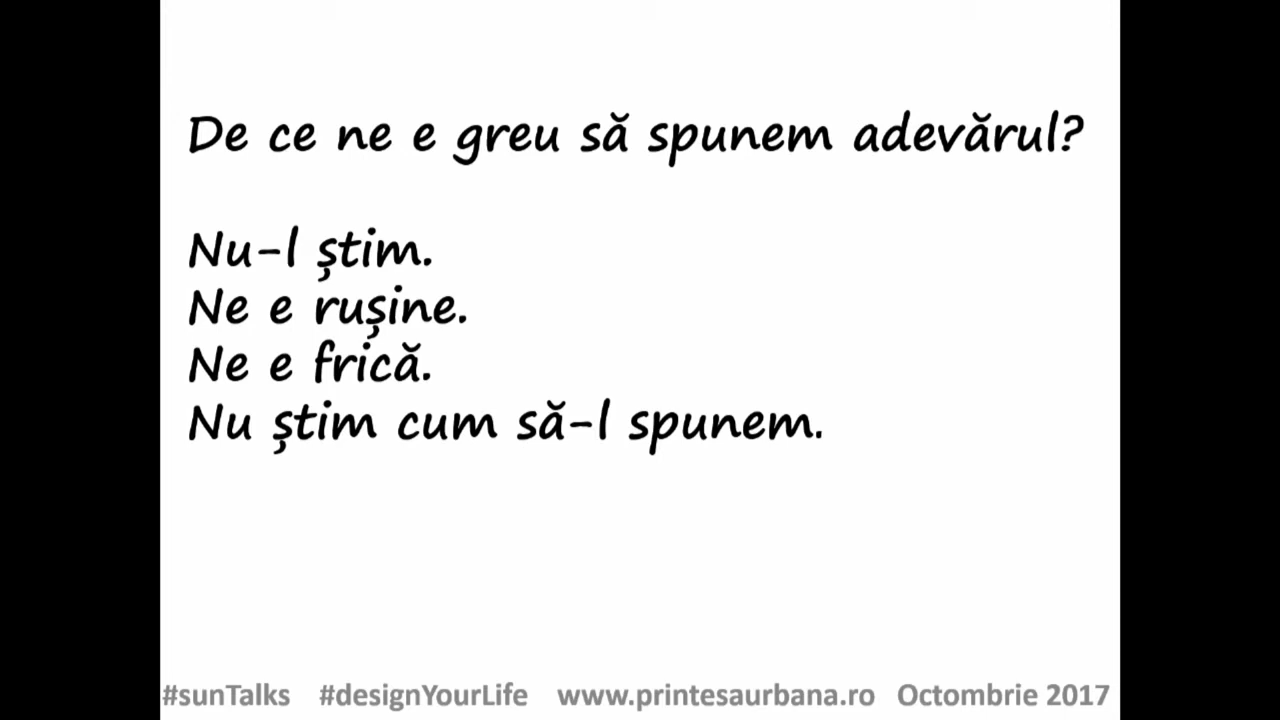 De ce ne e greu să spunem adevărul?
Nu-l știm.
Ne e rușine.
Ne e frică.
Nu știm cum să-l spunem.
#sunTalks #designYourLife www.printesaurbana.ro Octombrie 2017